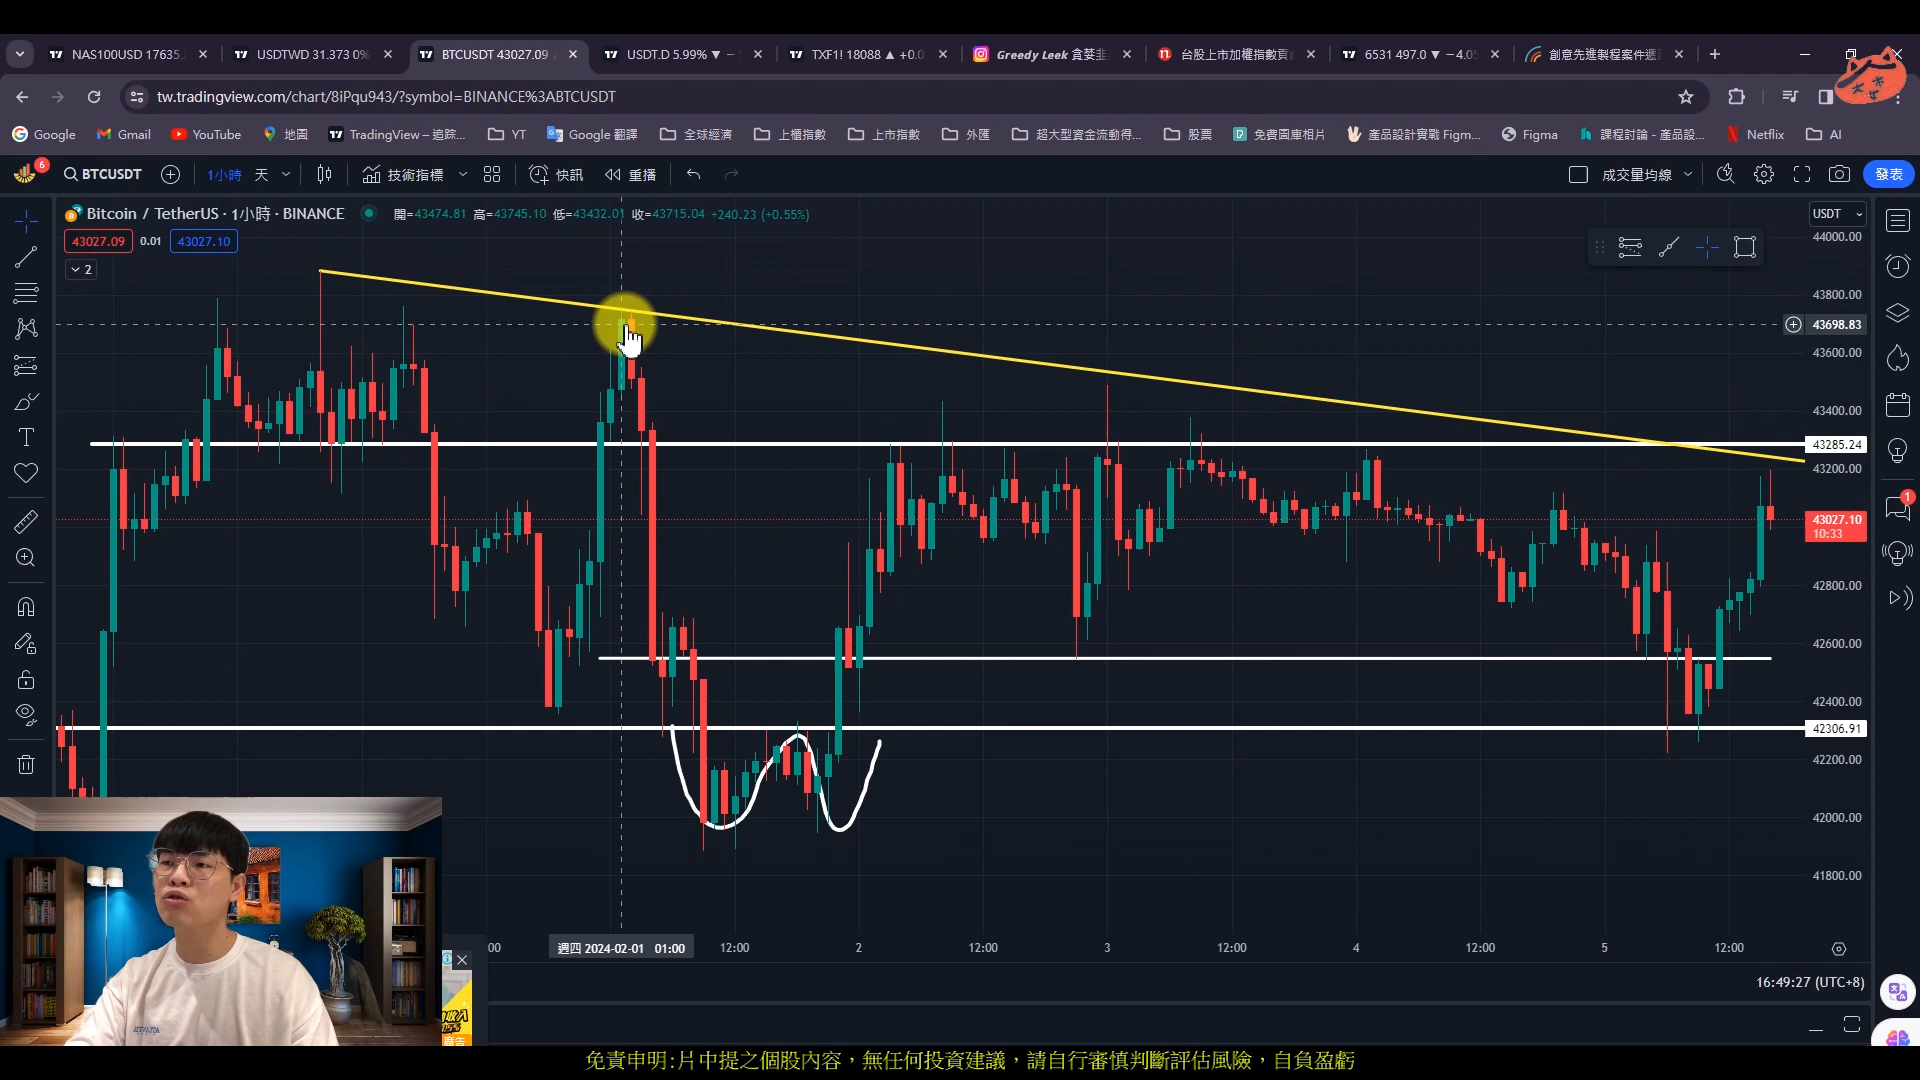 NAS100USD 17635.
USDTWD 31.373 0%
BTCUSDT 43027.09
USDT.D 5.99% ▼ −
TXF1! 18088 ▲ +0.0
Greedy Leek 貪婪韭
台股上市加權指數頁
6531 497.0 ▼ −4.05
創意先進製程案件遞
tw.tradingview.com/chart/8iPqu943/?symbol=BINANCE%3ABTCUSDT
Google
Gmail
YouTube
地圖
TradingView – 追踪...
YT
Google 翻譯
全球經濟
上櫃指數
上市指數
外匯
超大型資金流動得...
股票
免費圖庫相片
產品設計實戰 Figm...
Figma
課程討論 - 產品設...
Netflix
AI
6
BTCUSDT
1小時 天
技術指標
快訊
重播
成交量均線
發表
Bitcoin / TetherUS · 1小時 · BINANCE
開=43474.81 高=43745.10 低=43432.01 收=43715.04 +240.23 (+0.55%)
USDT
43027.09 0.01 43027.10
2
44000.00
43800.00
43698.83
43600.00
43400.00
43285.24
43200.00
43027.10
10:33
42800.00
42600.00
42400.00
42306.91
42200.00
42000.00
41800.00
1
00
週四 2024-02-01 01:00
12:00
2
12:00
3
12:00
4
12:00
5
12:00
16:49:27 (UTC+8)
廣告
免責申明:片中提之個股內容，無任何投資建議，請自行審慎判斷評估風險，自負盈虧